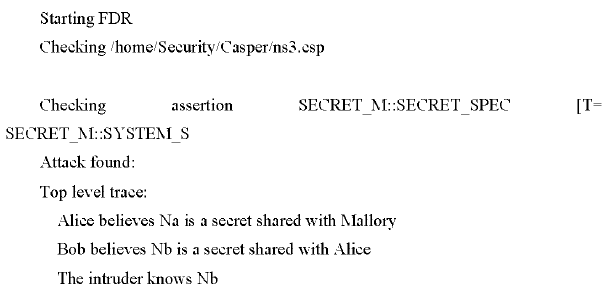 Starting FDR
Checking /home/Security/Casper/ns3.csp
Checking assertion SECRET_M::SECRET_SPEC [T=
SECRET_M::SYSTEM_S
Attack found:
Top level trace:
Alice believes Na is a secret shared with Mallory
Bob believes Nb is a secret shared with Alice
The intruder knows Nb